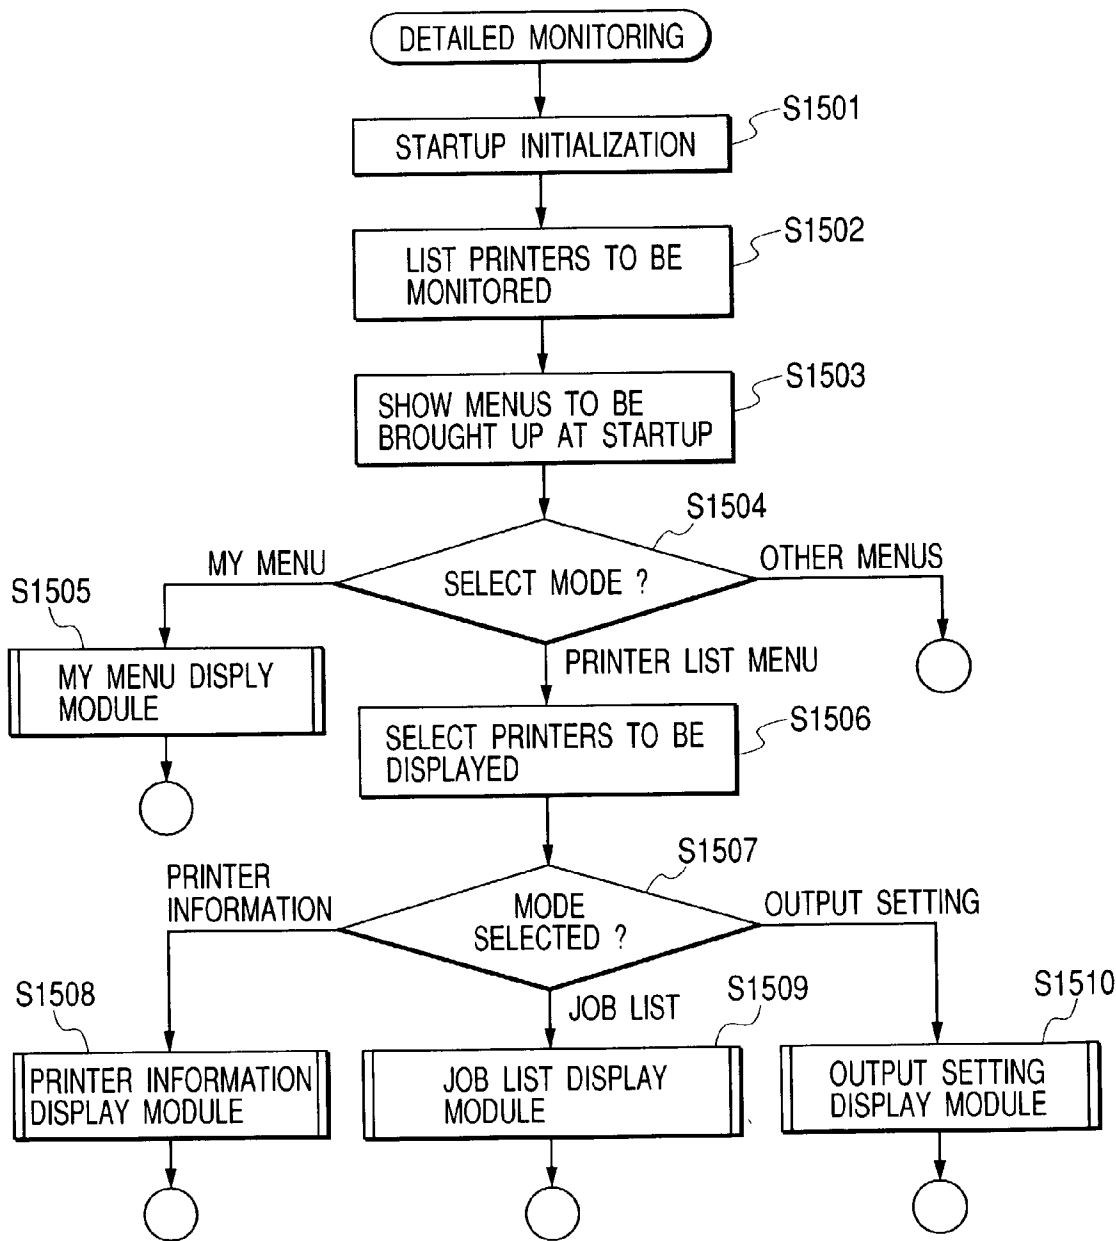 DETAILED MONITORING
S1501
STARTUP INITIALIZATION
S1502
LIST PRINTERS TO BE
MONITORED
S1503
SHOW MENUS TO BE
BROUGHT UP AT STARTUP
S1504
MY MENU
SELECT MODE ?
OTHER MENUS
S1505
MY MENU DISPLY
MODULE
PRINTER LIST MENU
S1506
SELECT PRINTERS TO BE
DISPLAYED
S1507
PRINTER
INFORMATION
MODE
SELECTED ?
OUTPUT SETTING
S1508
JOB LIST
S1509
S1510
PRINTER INFORMATION
DISPLAY MODULE
JOB LIST DISPLAY
MODULE
OUTPUT SETTING
DISPLAY MODULE